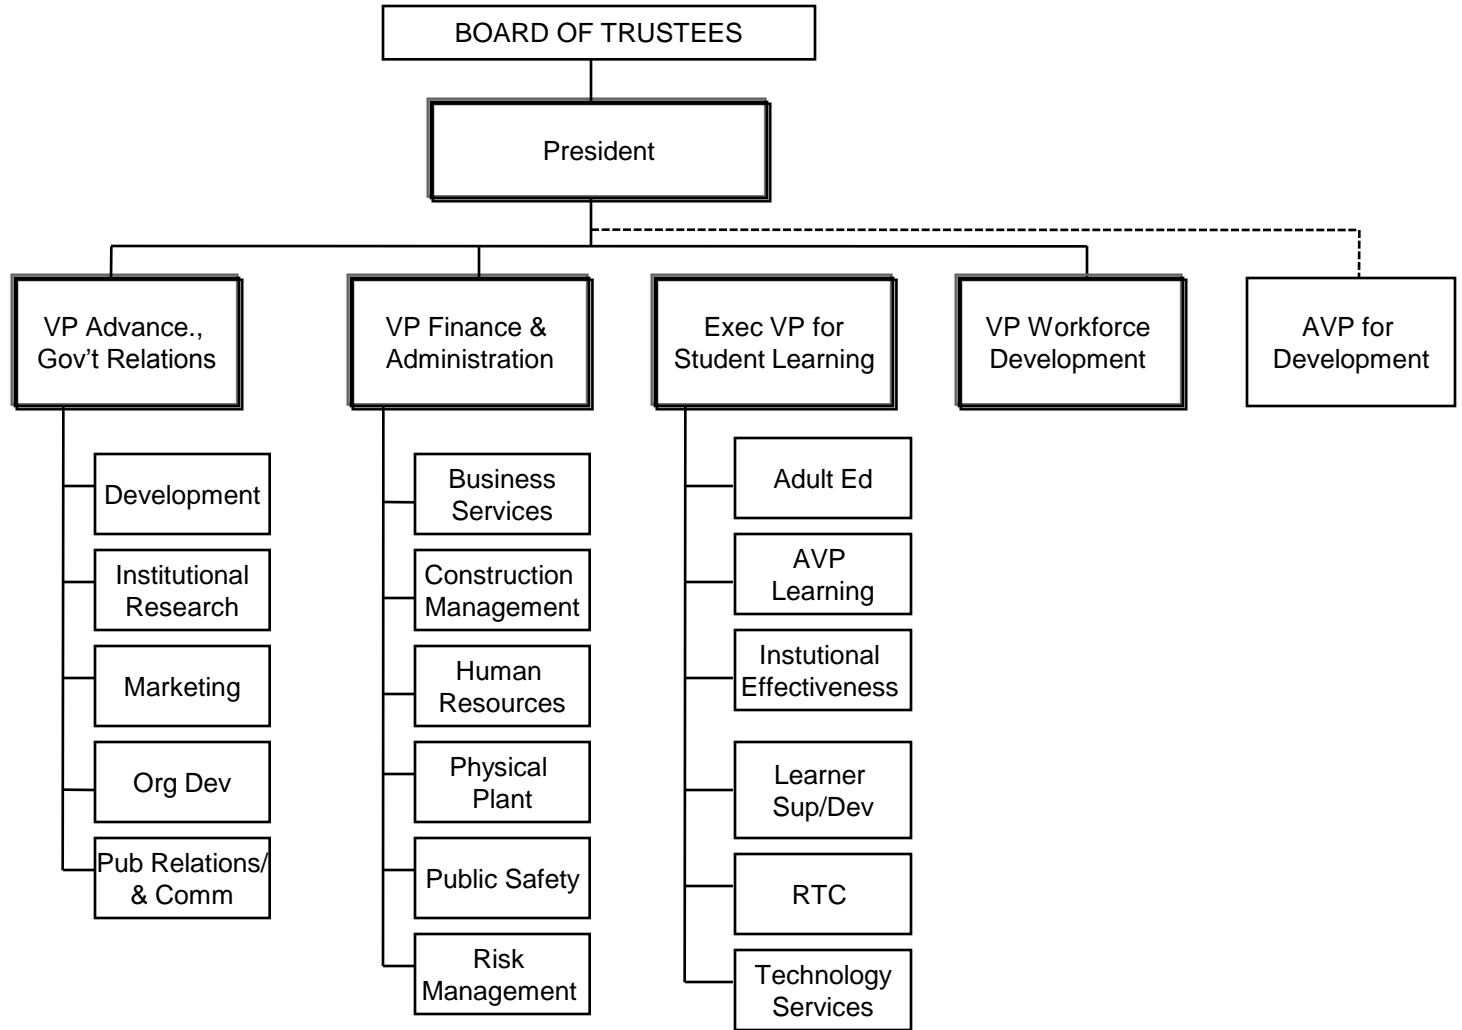 BOARD OF TRUSTEES
President
VP Advance.,
Gov’t Relations
VP Finance &
Administration
Exec VP for
Student Learning
VP Workforce
Development
AVP for
Development
Development
Institutional
Research
Marketing
Org Dev
Pub Relations/
& Comm
Business
Services
Construction
Management
Human
Resources
Physical
Plant
Public Safety
Risk
Management
Adult Ed
AVP
Learning
Instutional
Effectiveness
Learner
Sup/Dev
RTC
Technology
Services